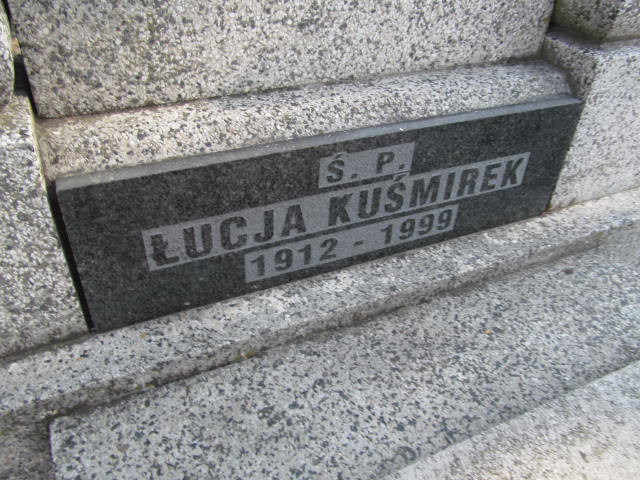 Ś. P.
ŁUCJA KUŚMIREK
1912 - 1999